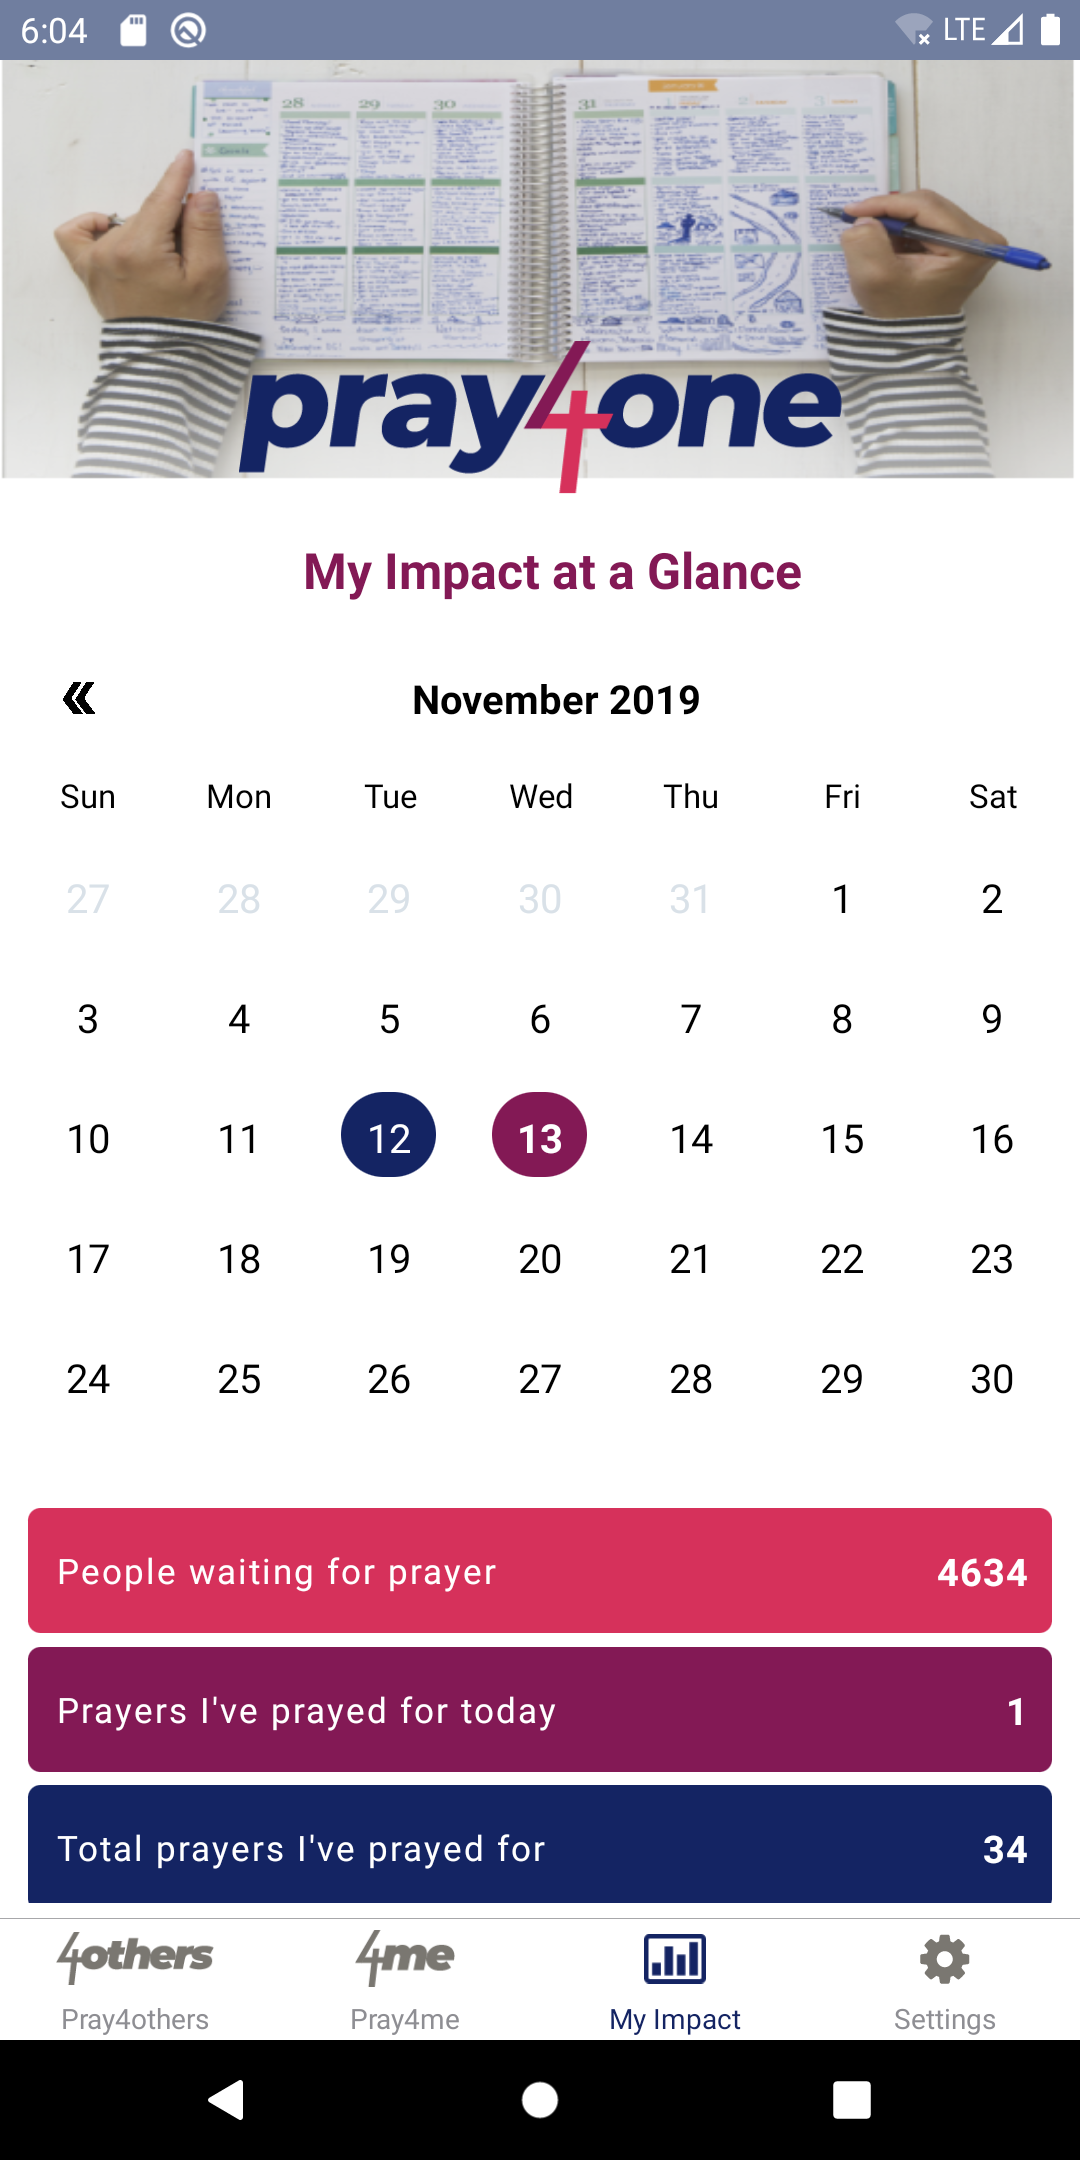 6:04 LTE
28 29 30 31
pray4one
My Impact at a Glance
November 2019
Sun Mon Tue Wed Thu Fri Sat
27 28 29 30 31 1 2
3 4 5 6 7 8 9
10 11 12 13 14 15 16
17 18 19 20 21 22 23
24 25 26 27 28 29 30
People waiting for prayer 4634
Prayers I've prayed for today 1
Total prayers I've prayed for 34
4others 4me
Pray4others Pray4me My Impact Settings